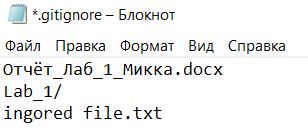 *.gitignore – Блокнот
Файл Правка Формат Вид Справка
Отчёт_Лаб_1_Микка.docx
Lab_1/
ingored file.txt